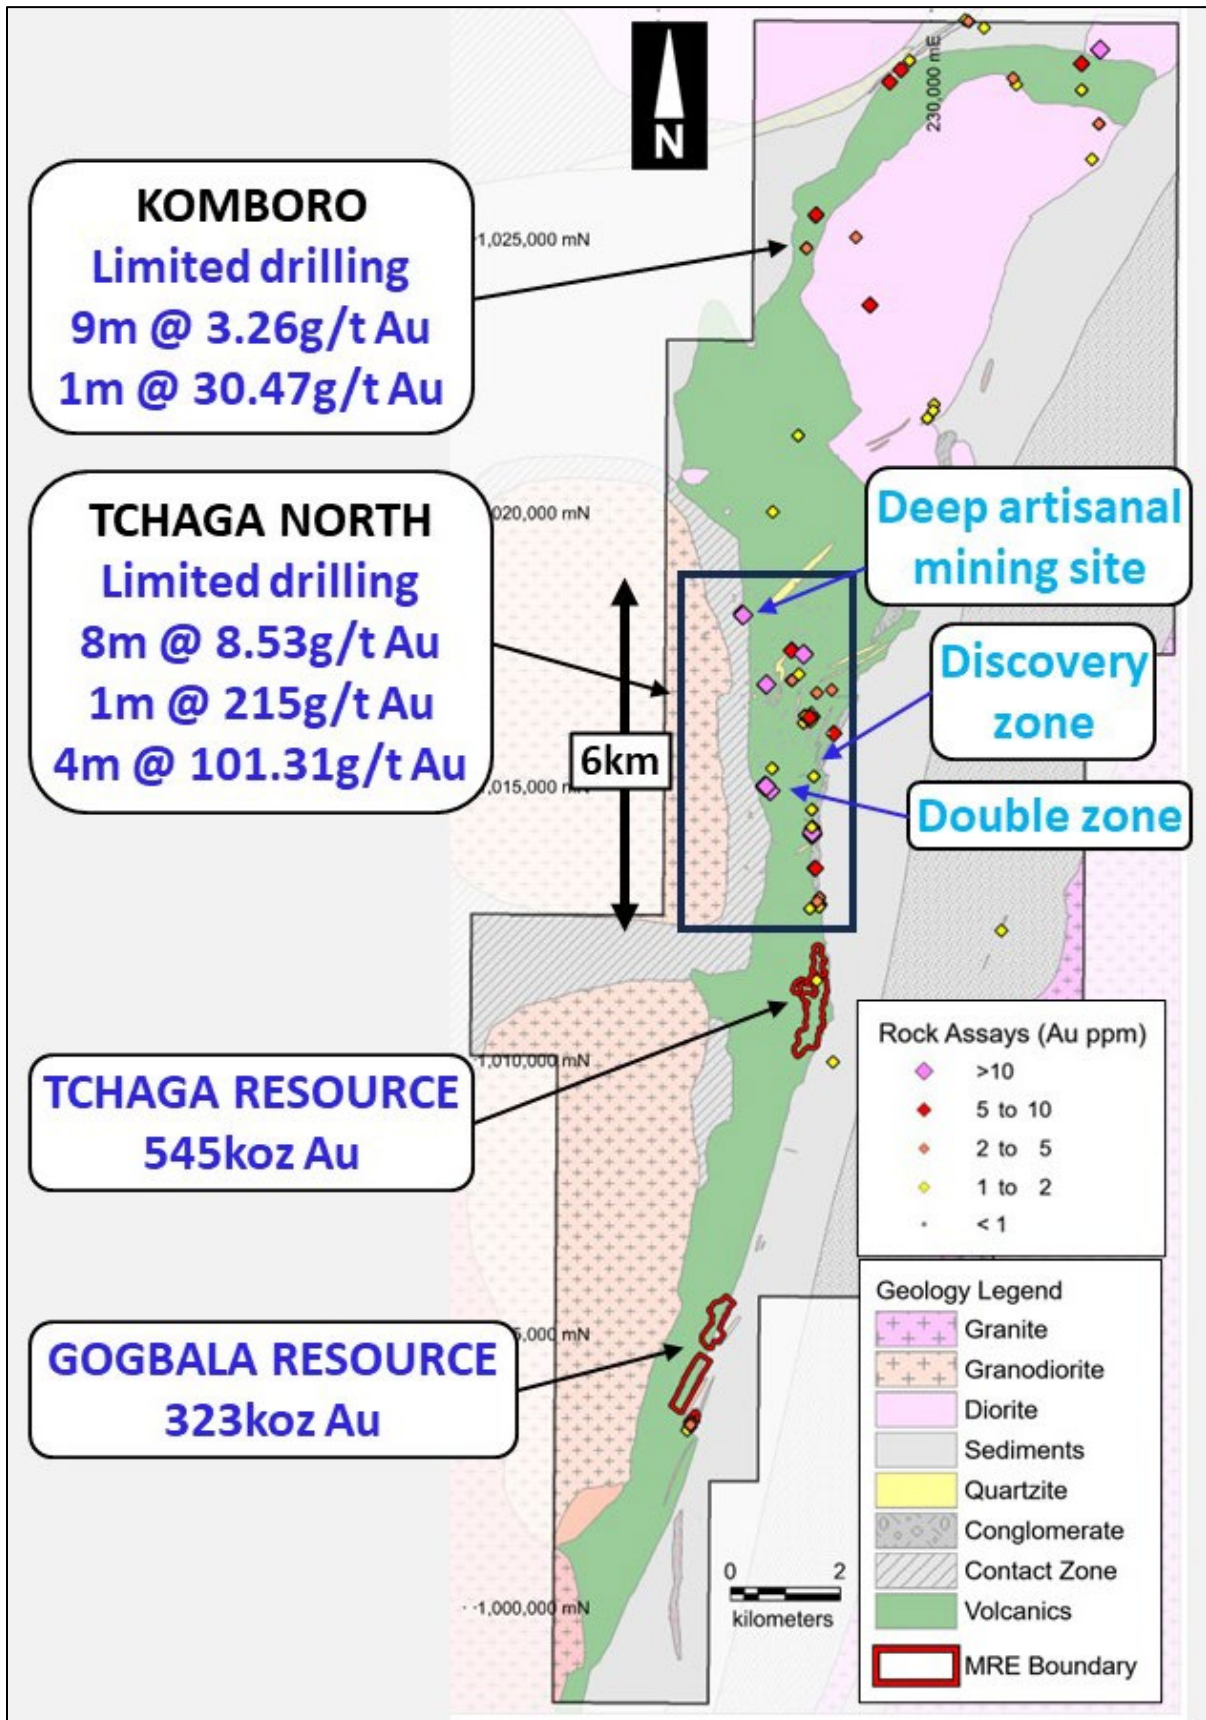 N
230,000 mE
KOMBORO
Limited drilling
9m @ 3.26g/t Au
1m @ 30.47g/t Au
1,025,000 mN
TCHAGA NORTH
Limited drilling
8m @ 8.53g/t Au
1m @ 215g/t Au
4m @ 101.31g/t Au
020,000 mN
Deep artisanal
mining site
Discovery
zone
6km
,015,000 mN
Double zone
TCHAGA RESOURCE
545koz Au
1,010,000 mN
Rock Assays (Au ppm)
>10
5 to 10
2 to 5
1 to 2
< 1
GOGBALA RESOURCE
323koz Au
5,000 mN
Geology Legend
Granite
Granodiorite
Diorite
Sediments
Quartzite
Conglomerate
Contact Zone
Volcanics
MRE Boundary
0 2
kilometers
1,000,000 mN